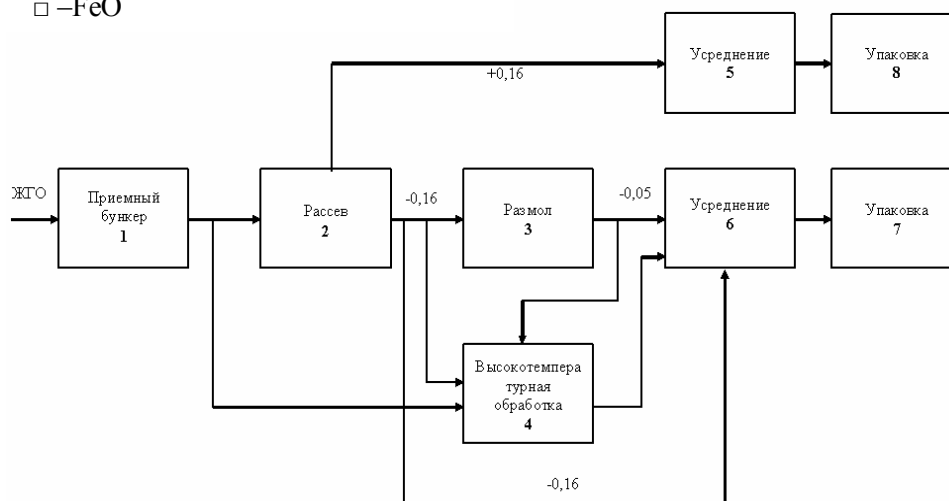 □ –FeO
Усреднение
5
Упаковка
8
+0,16
ЖГО
Приемный
бункер
1
Рассев
2
-0,16
Размол
3
-0,05
Усреднение
6
Упаковка
7
Высокотемпера
турная
обработка
4
-0,16